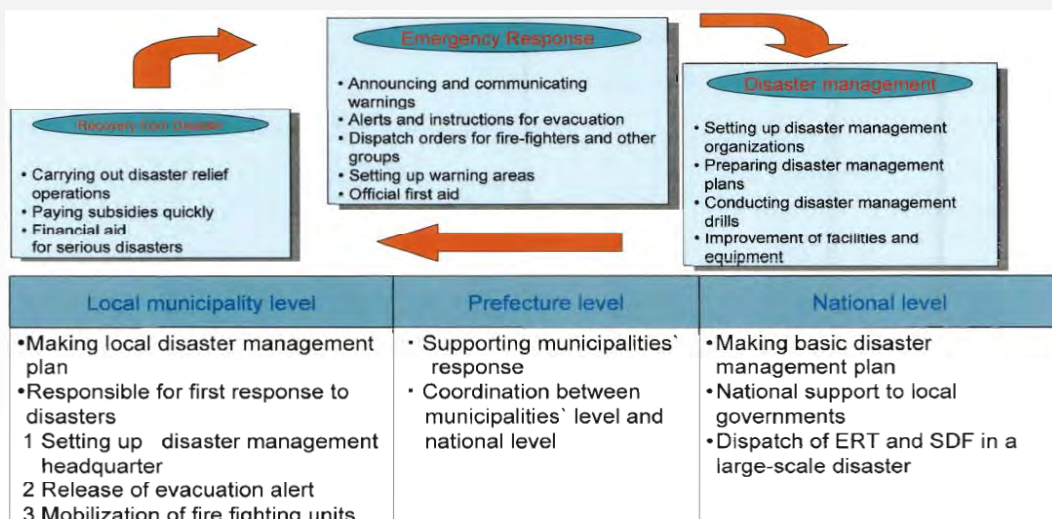 Emergency Response
• Announcing and communicating
warnings
• Alerts and instructions for evacuation
• Dispatch orders for fire-fighters and other
groups
• Setting up warning areas
• Official first aid
Disaster management
• Setting up disaster management
organizations
• Preparing disaster management
plans
• Conducting disaster management
drills
• Improvement of facilities and
equipment
Recovery from Disaster
• Carrying out disaster relief
operations
• Paying subsidies quickly
• Financial aid
for serious disasters
Local municipality level
•Making local disaster management
plan
•Responsible for first response to
disasters
1 Setting up disaster management
headquarter
2 Release of evacuation alert
3 Mobilization of fire fighting units
Prefecture level
・ Supporting municipalities`
response
・ Coordination between
municipalities` level and
national level
National level
•Making basic disaster
management plan
•National support to local
governments
•Dispatch of ERT and SDF in a
large-scale disaster